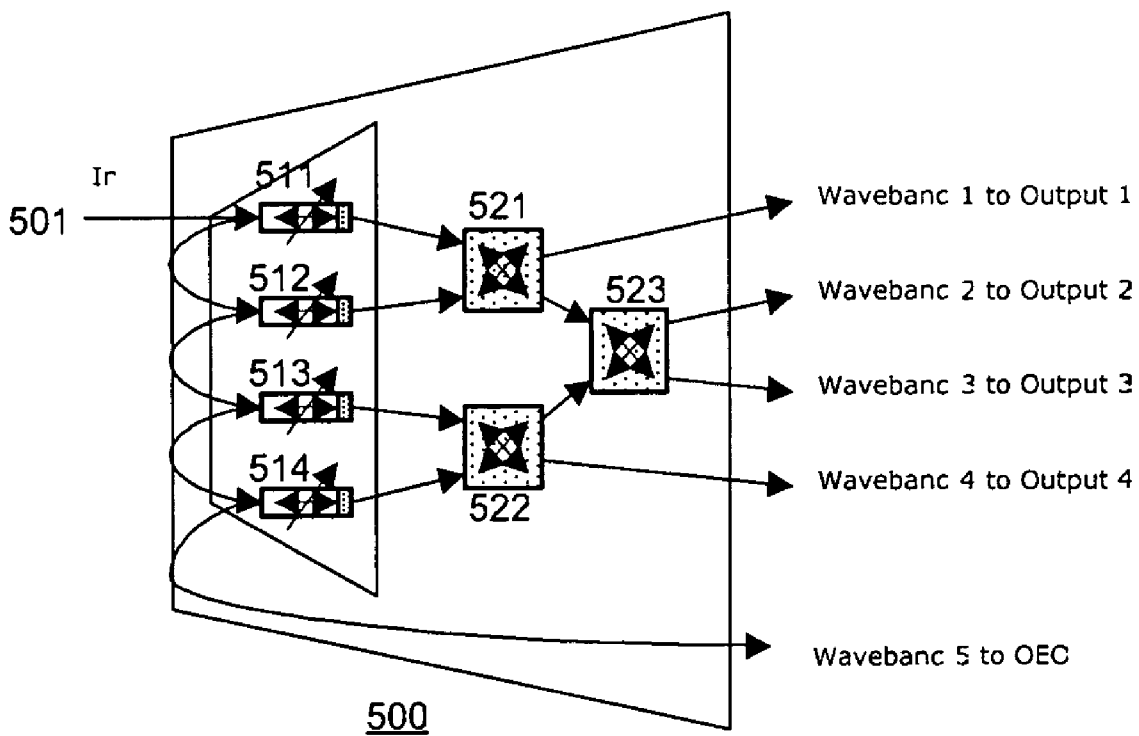 Ir
501
511
512
513
514
521
522
523
Wavebanc 1 to Output 1
Wavebanc 2 to Output 2
Wavebanc 3 to Output 3
Wavebanc 4 to Output 4
Wavebanc 5 to OEO
500